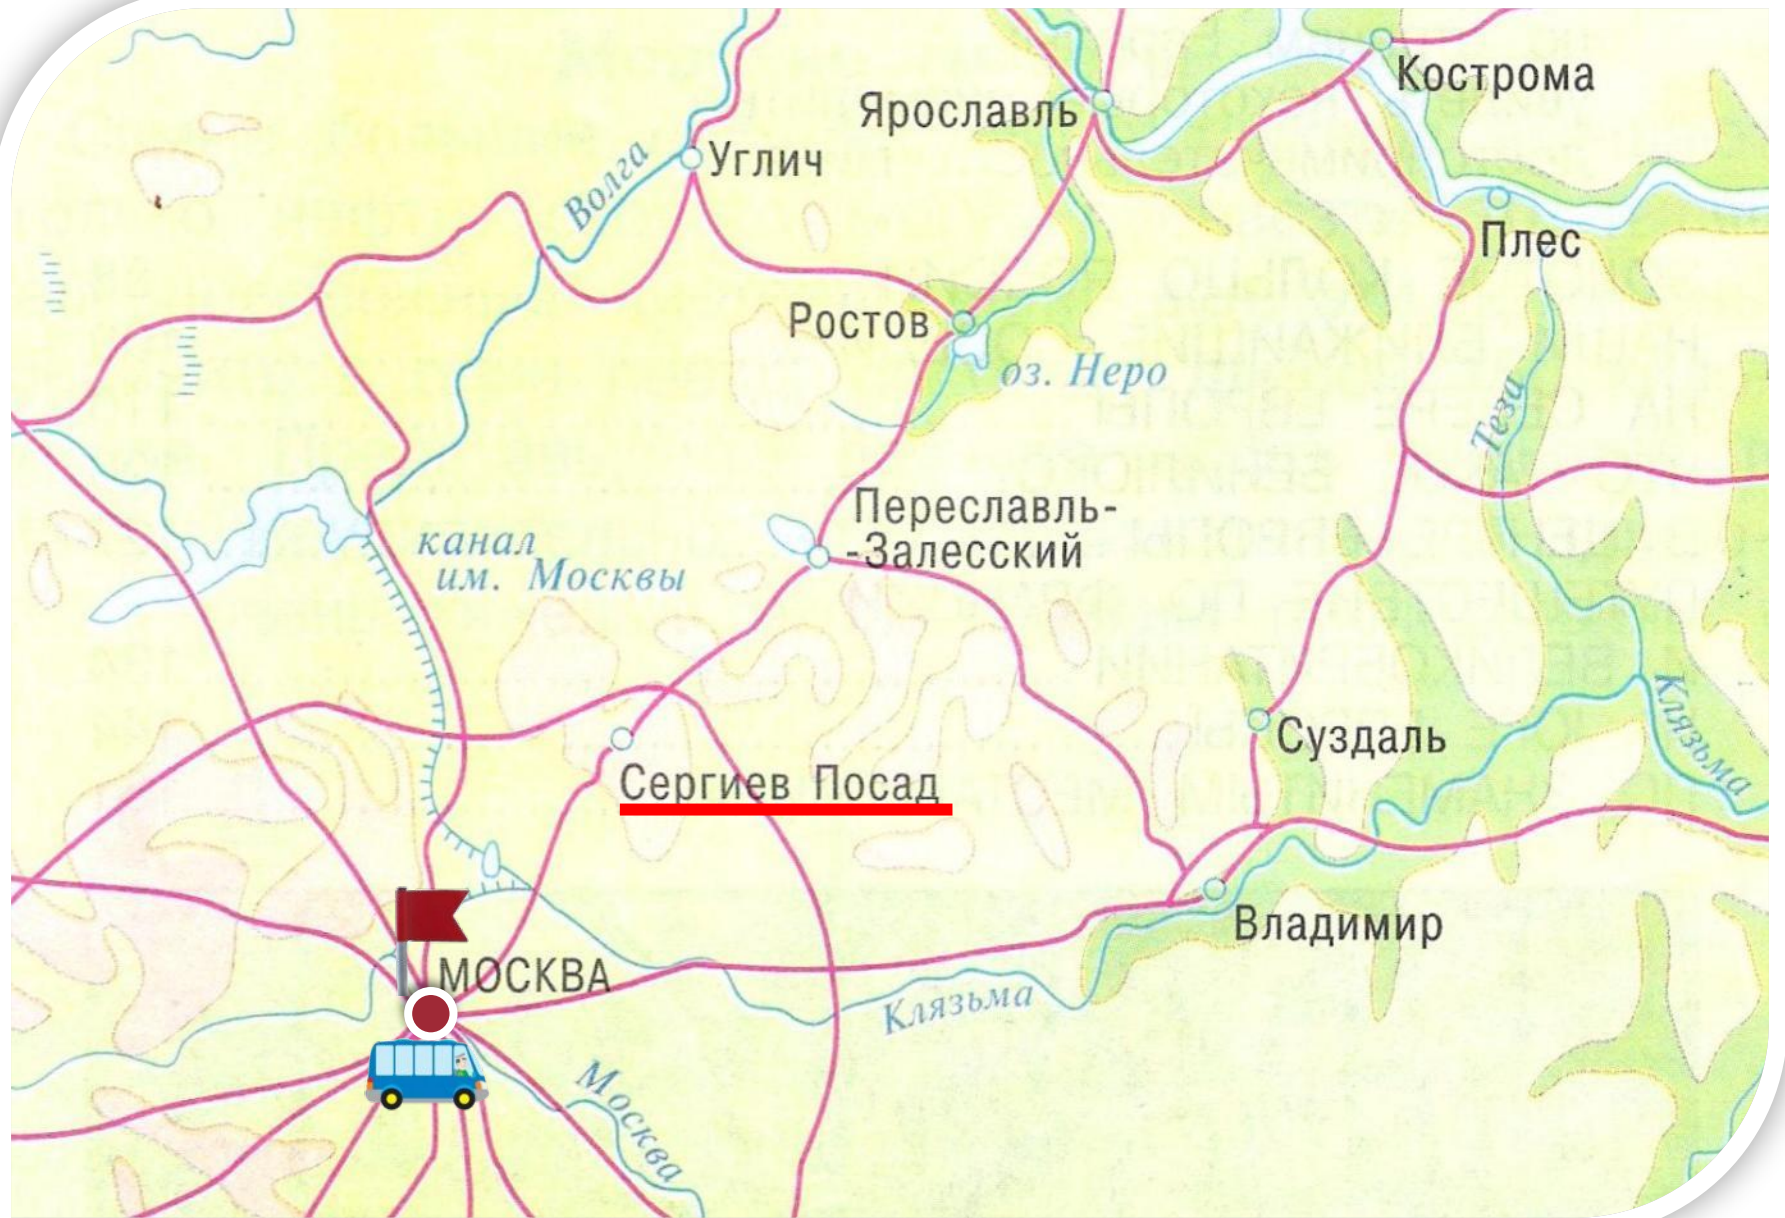 Кострома
Ярославль
Углич
Волга
Плес
Ростов
оз. Неро
Теза
Переславль-
-Залесский
канал
им. Москвы
Клязьма
Суздаль
Сергиев Посад
Владимир
МОСКВА
Клязьма
Москва